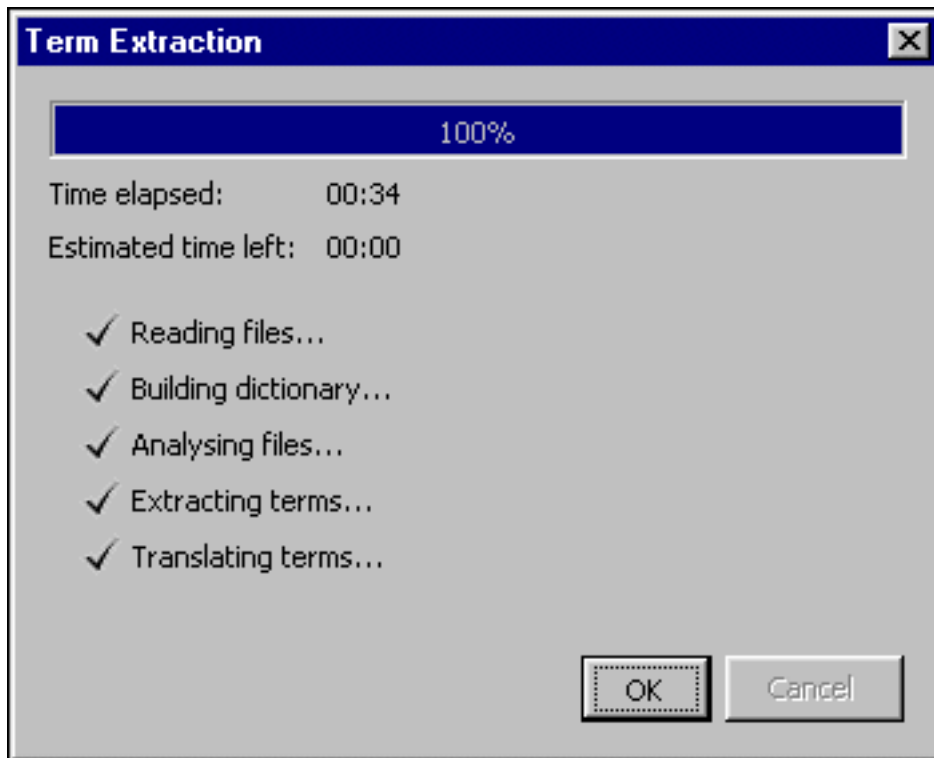 Term Extraction
100%
Time elapsed: 00:34
Estimated time left: 00:00
Reading files...
Building dictionary...
Analysing files...
Extracting terms...
Translating terms...
OK Cancel